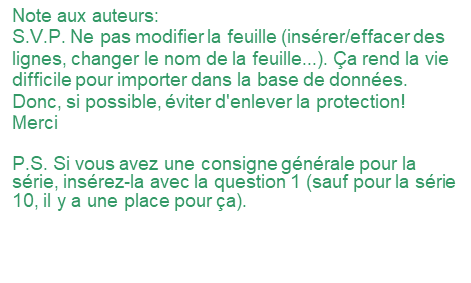 Note aux auteurs:
S.V.P. Ne pas modifier la feuille (insérer/effacer des
lignes, changer le nom de la feuille...). Ça rend la vie
difficile pour importer dans la base de données.
Donc, si possible, éviter d'enlever la protection!
Merci
P.S. Si vous avez une consigne générale pour la
série, insérez-la avec la question 1 (sauf pour la série
10, il y a une place pour ça).